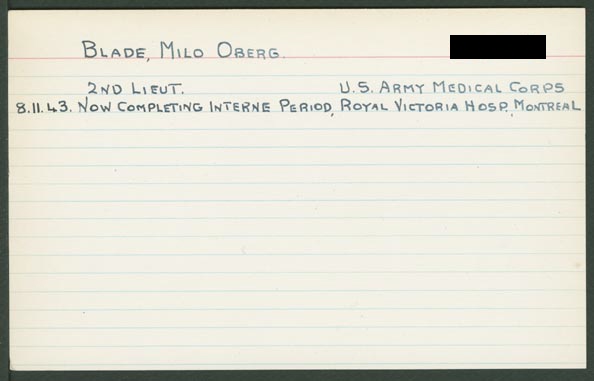 BLADE, MILO OBERG.
2ND LIEUT. U.S. ARMY MEDICAL CORPS
8.11.43. NOW COMPLETING INTERNE PERIOD, ROYAL VICTORIA HOSP., MONTREAL